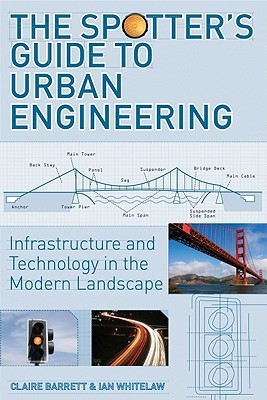 THE SPOTTER'S
GUIDE TO
URBAN
ENGINEERING
Main Tower
Back Stay
Panel
Suspender
Bridge Deck
Main Cable
Sag
Anchor
Tower Pier
Main Span
Suspended
Side Span
Infrastructure and
Technology in the
Modern Landscape
CLAIRE BARRETT & IAN WHITELAW